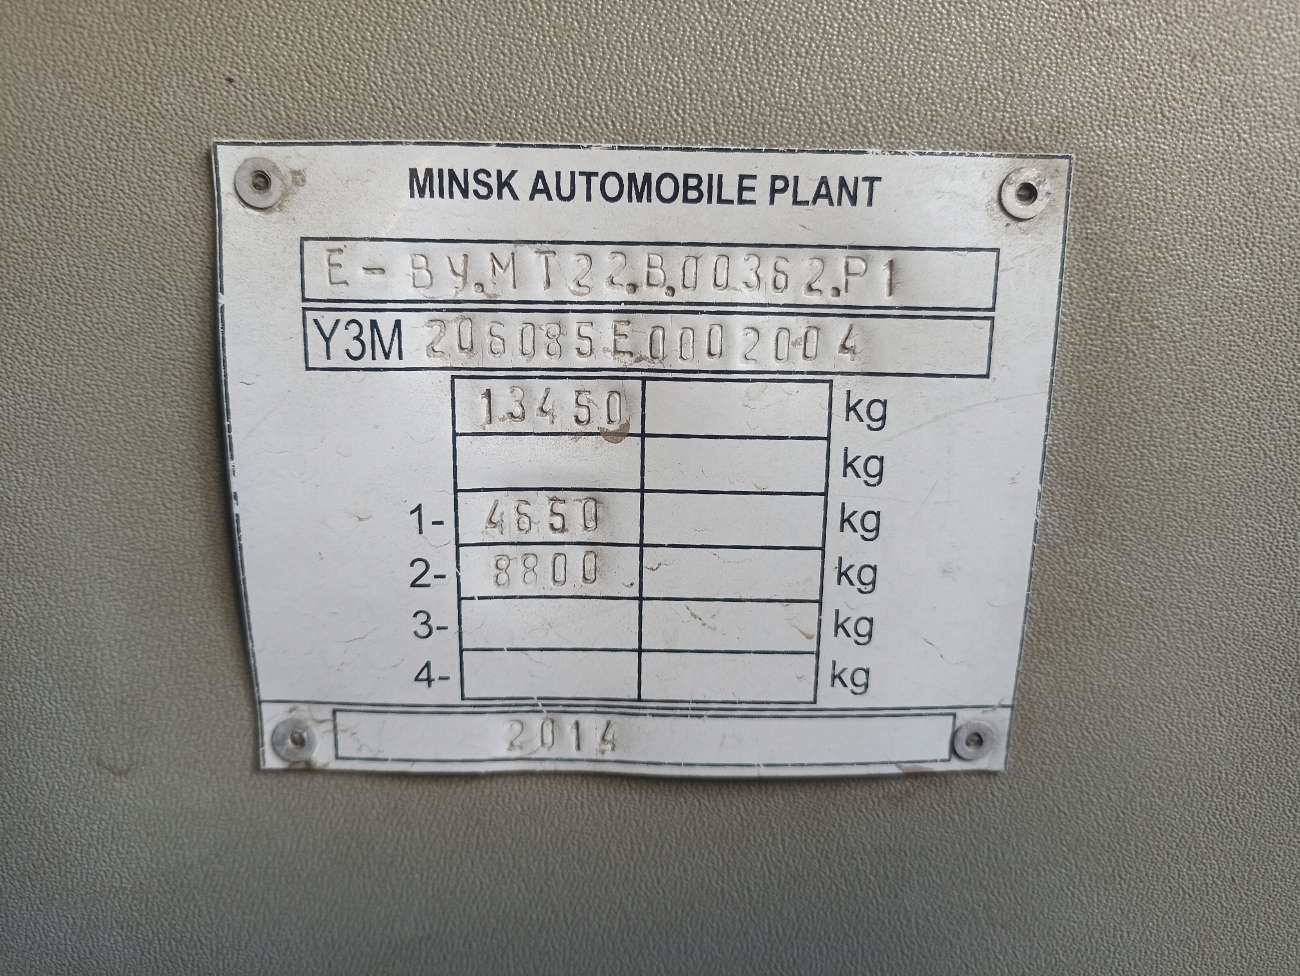 MINSK AUTOMOBILE PLANT
E-BY.MT22.B.00362.P1
Y3M 206085E0002004
13450 kg
kg
1- 4650 kg
2- 8800 kg
3- kg
4- kg
2014